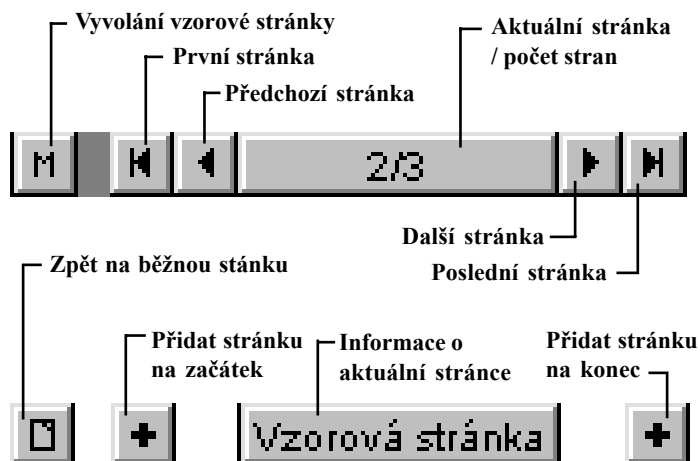 Vyvolání vzorové stránky
Aktuální stránka
/ počet stran
První stránka
Předchozí stránka
M
2/3
Další stránka
Poslední stránka
Zpět na běžnou stánku
Přidat stránku
na začátek
Informace o
aktuální stránce
Přidat stránku
na konec
Vzorová stránka